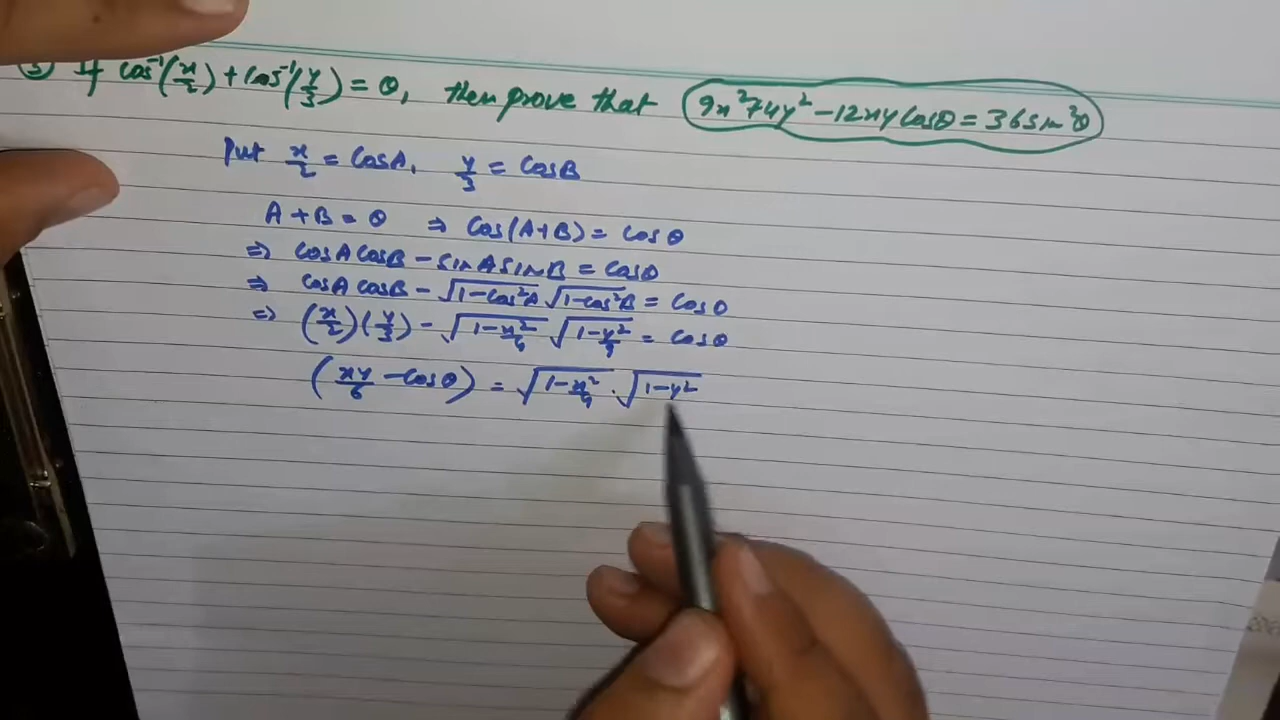 ③ If Cos⁻¹(x/2) + Cos⁻¹(y/3) = θ, then prove that 9x²+4y² - 12xy Cosθ = 36 Sin²θ
Put x/2 = CosA, y/3 = CosB
A + B = θ ⇒ Cos(A+B) = Cosθ
⇒ CosA CosB - SinA SinB = Cosθ
⇒ CosA CosB - √(1-Cos²A) √(1-Cos²B) = Cosθ
⇒ (x/2)(y/3) - √(1-x²/4) √(1-y²/9) = Cosθ
(xy/6 - Cosθ) = √(1-x²/4) · √(1-y²